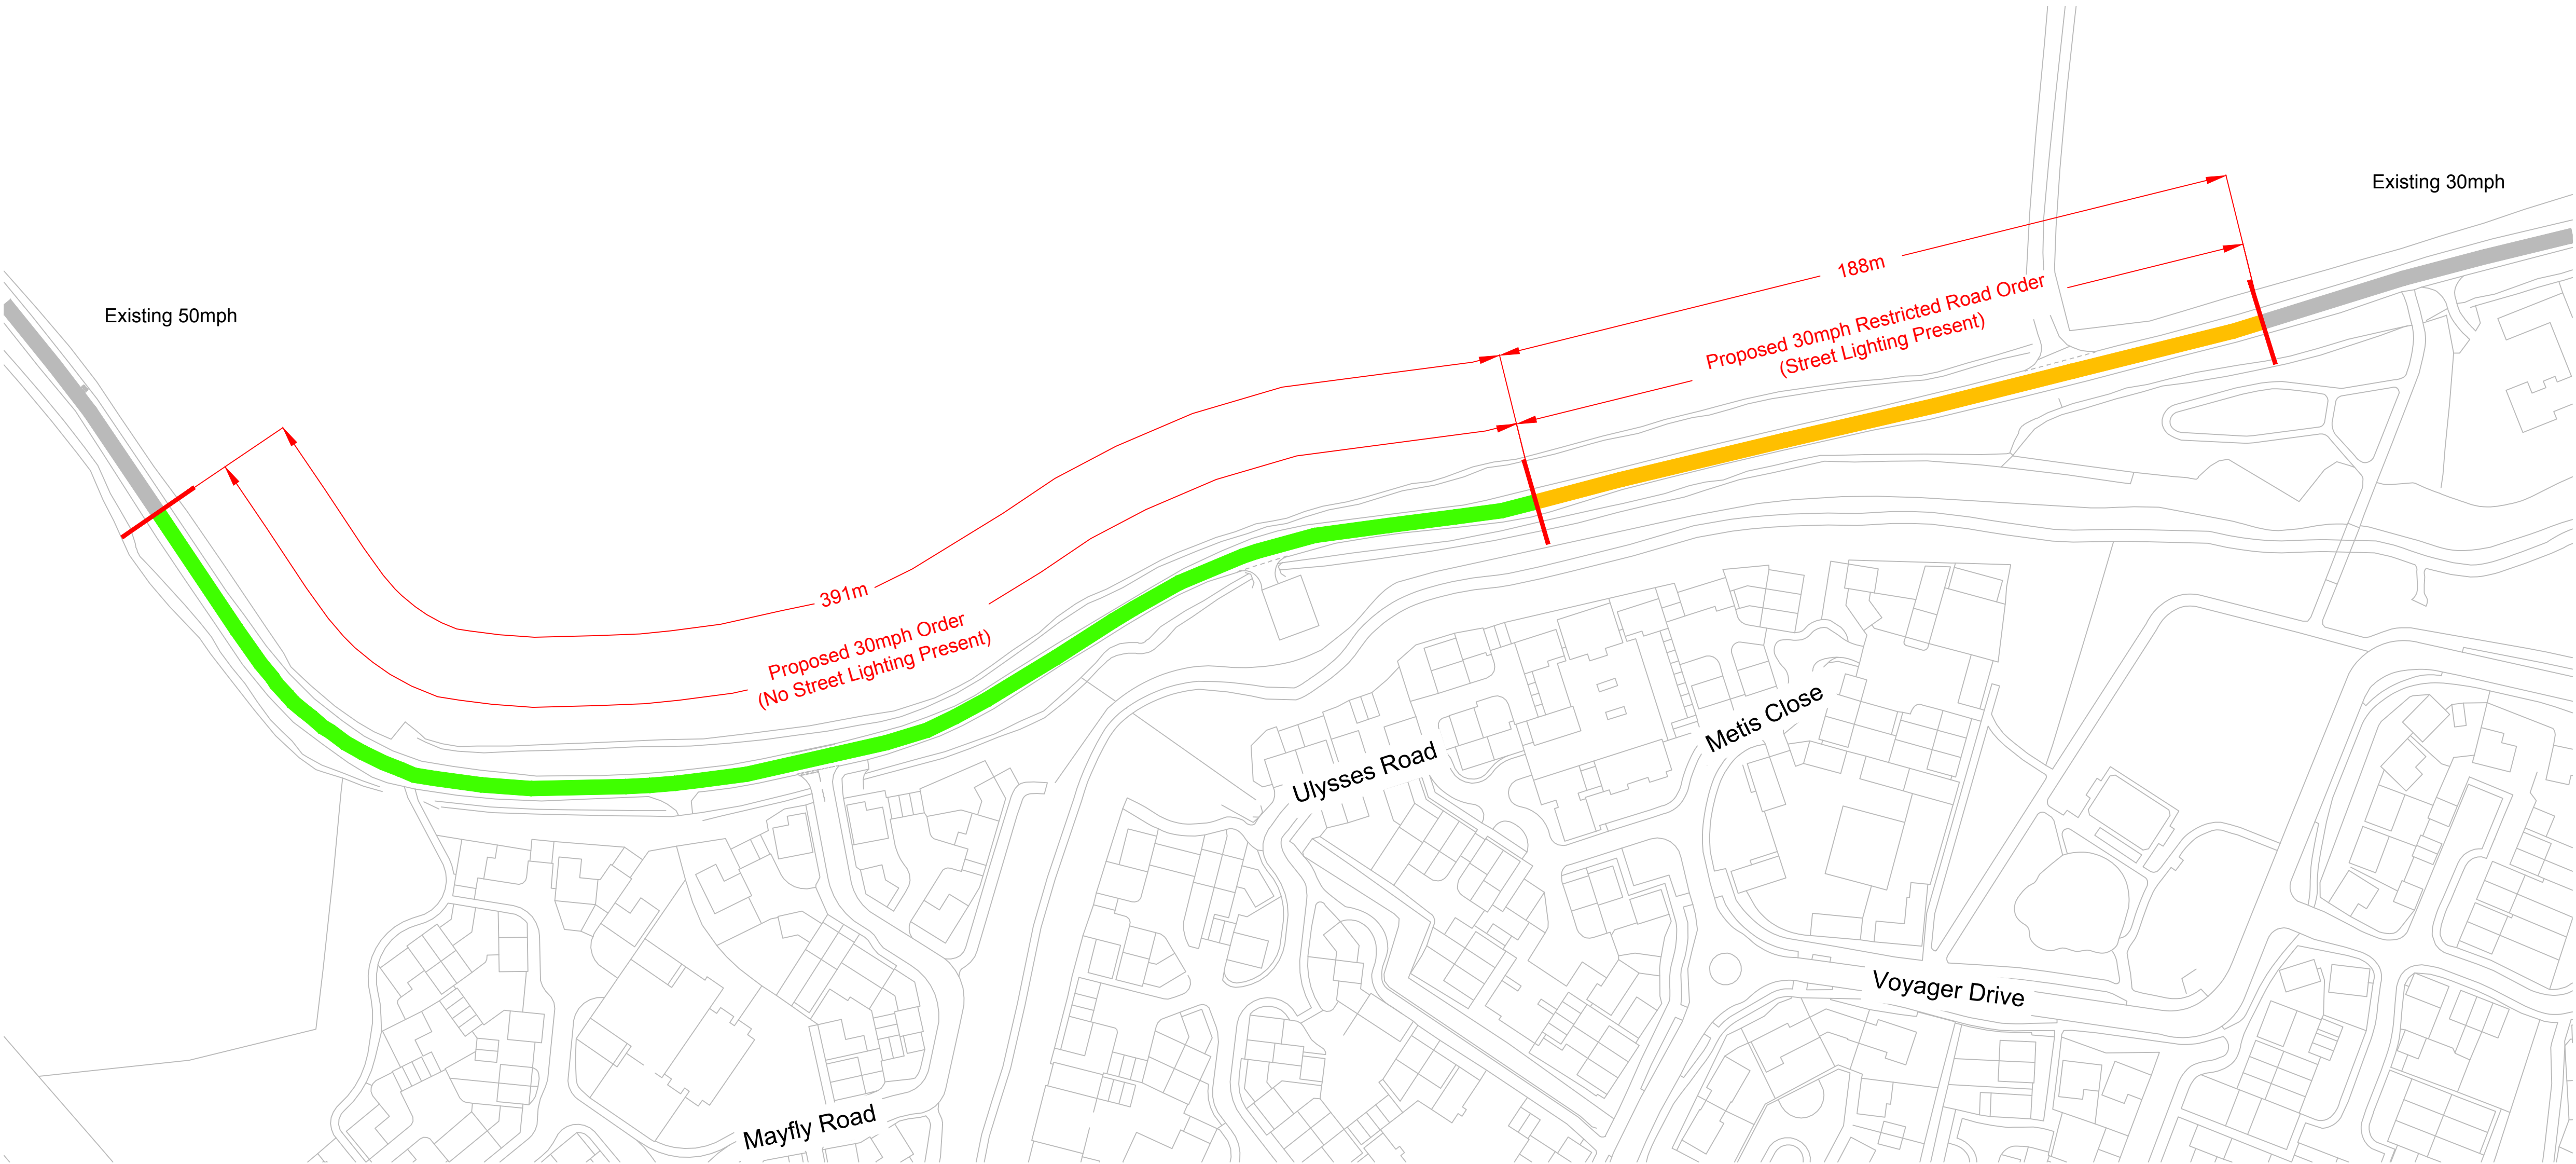 Existing 30mph
188m
Proposed 30mph Restricted Road Order
(Street Lighting Present)
Existing 50mph
391m
Proposed 30mph Order
(No Street Lighting Present)
Metis Close
Ulysses Road
Voyager Drive
Mayfly Road